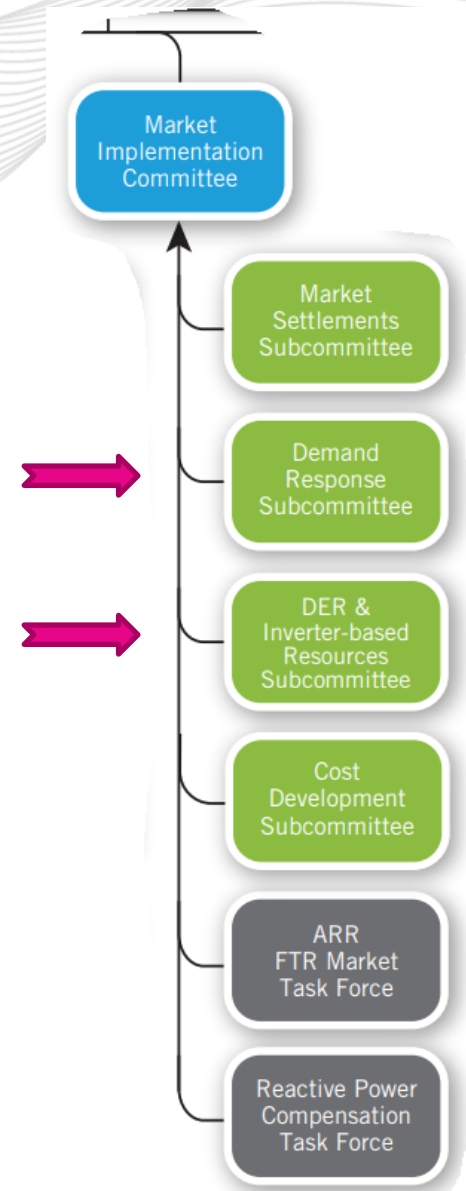 Market
Implementation
Committee
Market
Settlements
Subcommittee
Demand
Response
Subcommittee
DER &
Inverter-based
Resources
Subcommittee
Cost
Development
Subcommittee
ARR
FTR Market
Task Force
Reactive Power
Compensation
Task Force